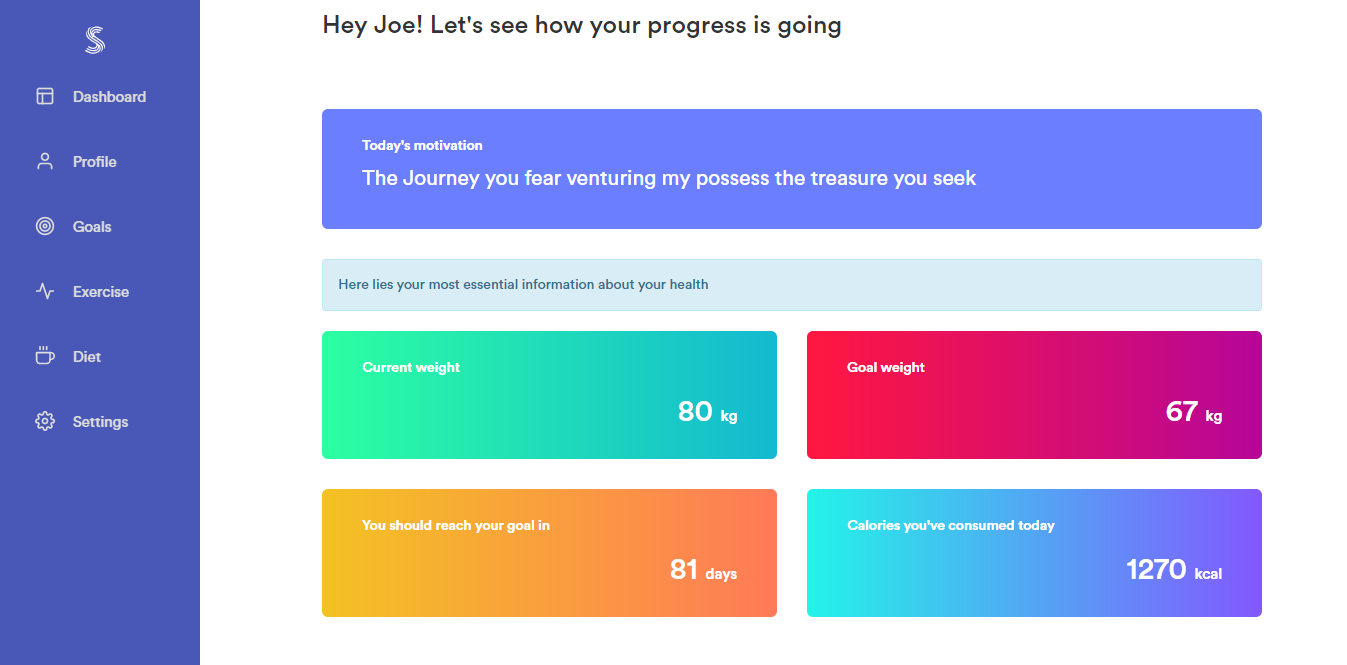 Hey Joe! Let's see how your progress is going
Dashboard
Profile
Goals
Exercise
Diet
Settings
Today's motivation
The Journey you fear venturing my possess the treasure you seek
Here lies your most essential information about your health
Current weight
80 kg
Goal weight
67 kg
You should reach your goal in
81 days
Calories you've consumed today
1270 kcal